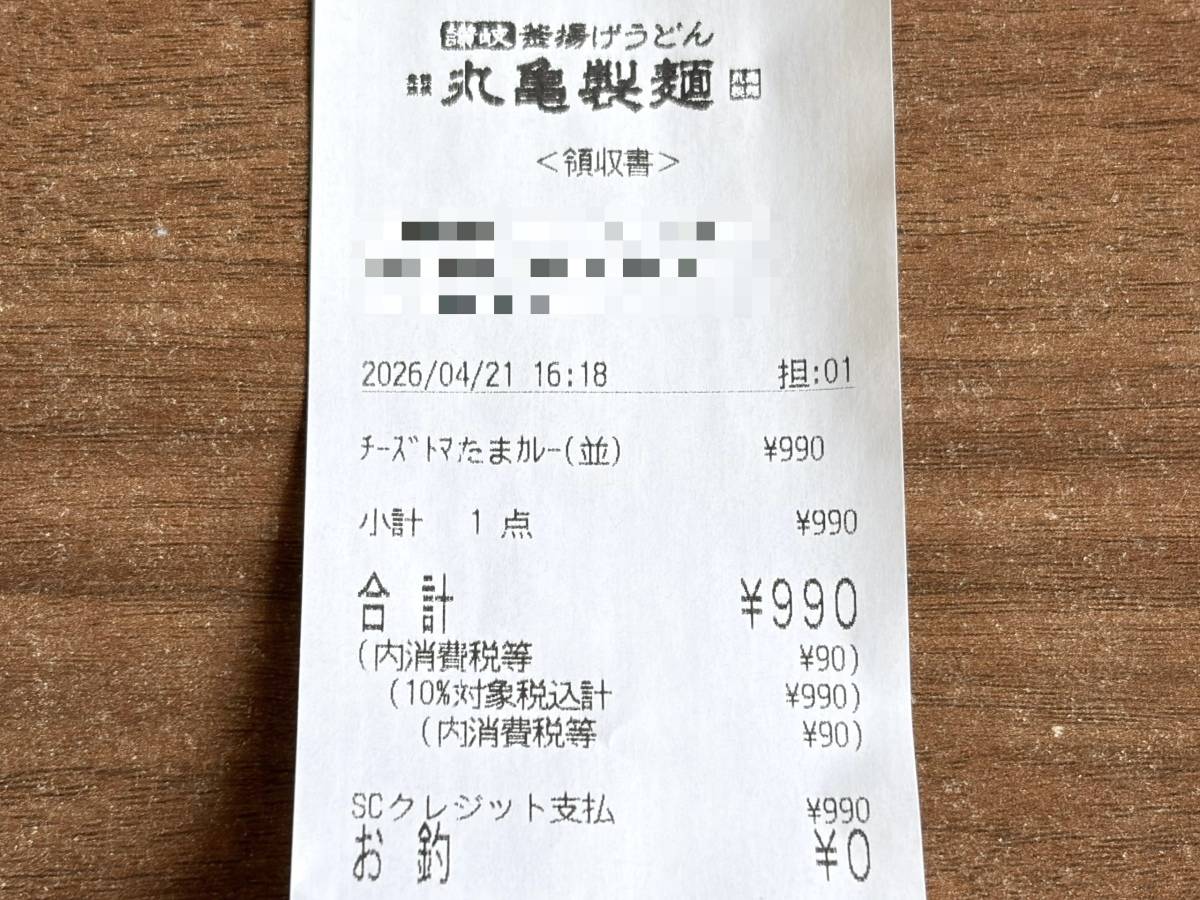 讃岐 釜揚げうどん
丸亀製麺
<領収書>
2026/04/21 16:18 担:01
ﾁｰｽﾞﾄﾏたまｶﾚｰ(並) ¥990
小計 1 点 ¥990
合 計 ¥990
(内消費税等 ¥90)
(10%対象税込計 ¥990)
(内消費税等 ¥90)
SCクレジット支払 ¥990
お 釣 ¥0